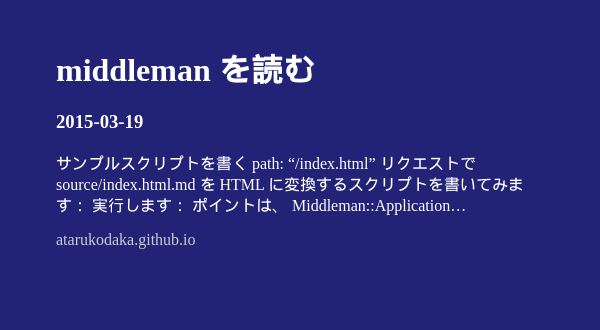 middleman を読む
2015-03-19
サンプルスクリプトを書く path: “/index.html” リクエストで
source/index.html.md を HTML に変換するスクリプトを書いてみま
す： 実行します： ポイントは、 Middleman::Application…
atarukodaka.github.io